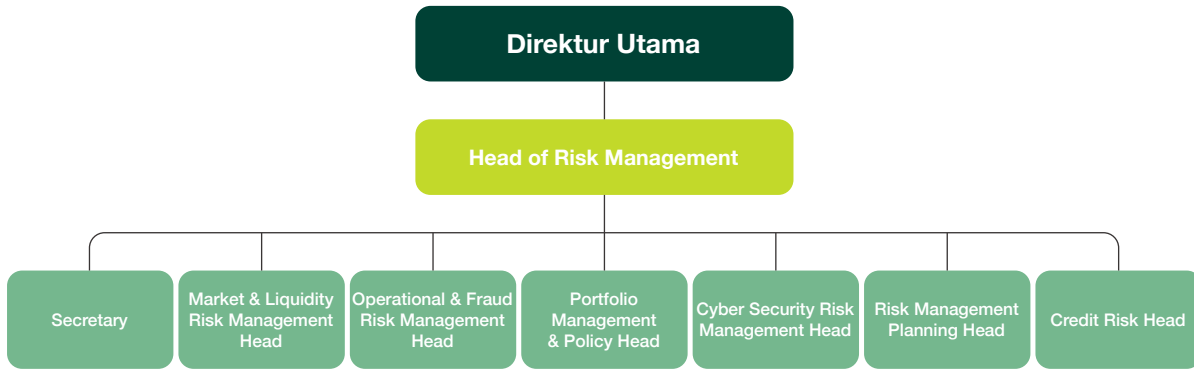 Direktur Utama
Head of Risk Management
Secretary
Market & Liquidity
Risk Management
Head
Operational & Fraud
Risk Management
Head
Portfolio
Management
& Policy Head
Cyber Security Risk
Management Head
Risk Management
Planning Head
Credit Risk Head